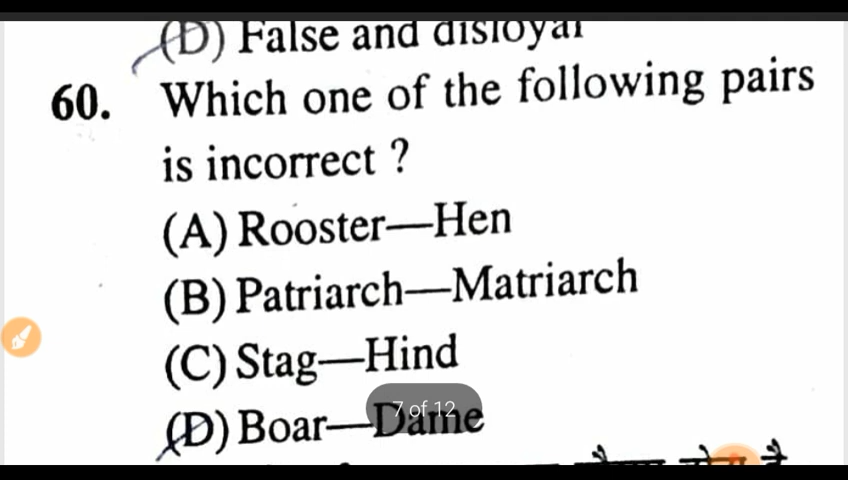 (D) False and disloyal
60. Which one of the following pairs
is incorrect ?
(A) Rooster—Hen
(B) Patriarch—Matriarch
(C) Stag—Hind
(D) Boar—Dame
7 of 12